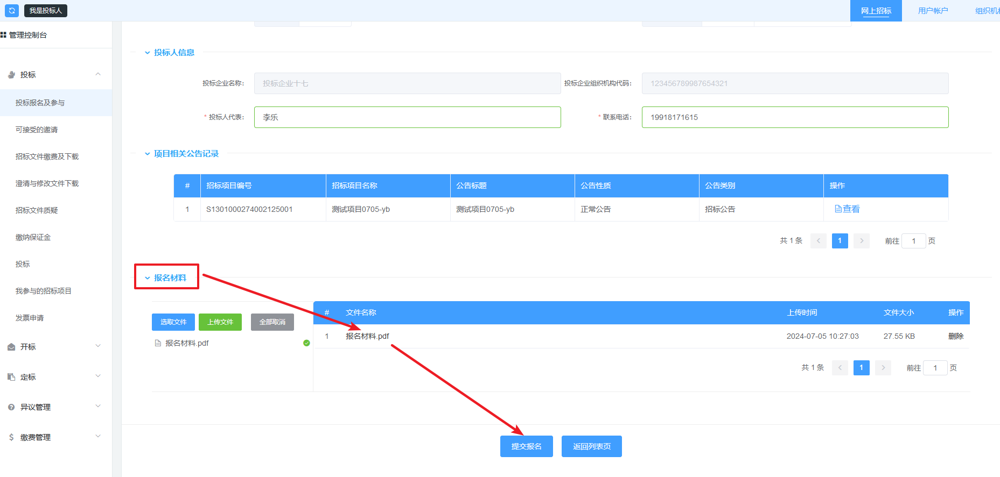 我是投标人
网上招标
用户帐户
组织机
管理控制台
投标
投标报名及参与
可接受的邀请
招标文件缴费及下载
澄清与修改文件下载
招标文件质疑
缴纳保证金
投标
我参与的招标项目
发票申请
开标
定标
异议管理
缴费管理
投标人信息
投标企业名称: 投标企业十七 投标企业组织机构代码: 123456789987654321
* 投标人代表: 李乐 * 联系电话: 19918171615
项目相关公告记录
# 招标项目编号 招标项目名称 公告标题 公告性质 公告类别 操作
1 S1301000274002125001 测试项目0705-yb 测试项目0705-yb 正常公告 招标公告 查看
共 1 条 < 1 > 前往 1 页
报名材料
选取文件 上传文件 全部取消
报名材料.pdf
# 文件名称 上传时间 文件大小 操作
1 报名材料.pdf 2024-07-05 10:27:03 27.55 KB 删除
共 1 条 < 1 > 前往 1 页
提交报名 返回列表页